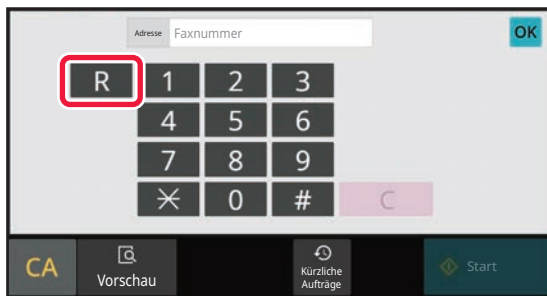 Adresse Faxnummer OK
R 1 2 3
4 5 6
7 8 9
* 0 # C
CA Vorschau Kürzliche Start
Aufträge